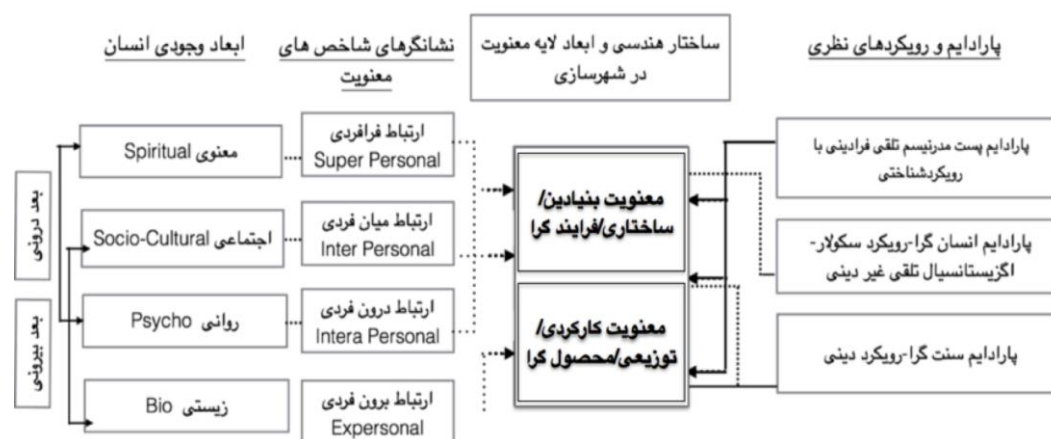 پارادایم و رویکردهای نظری
ساختار هندسی و ابعاد لایه معنویت
در شهرسازی
نشانگرهای شاخص های
معنویت
ابعاد وجودی انسان
پارادایم پست مدرنیسم تلقی فرادینی با
رویکردشناختی
پارادایم انسان گرا-رویکرد سکولار-
اگزیستانسیال تلقی غیر دینی
پارادایم سنت گرا-رویکرد دینی
معنویت بنیادین/
ساختاری/فرایند گرا
معنویت کارکردی/
توزیعی/محصول گرا
ارتباط فرافردی
Super Personal
ارتباط میان فردی
Inter Personal
ارتباط درون فردی
Intera Personal
ارتباط برون فردی
Expersonal
معنوی Spiritual
اجتماعی Socio-Cultural
روانی Psycho
زیستی Bio
بعد درونی
بعد بیرونی